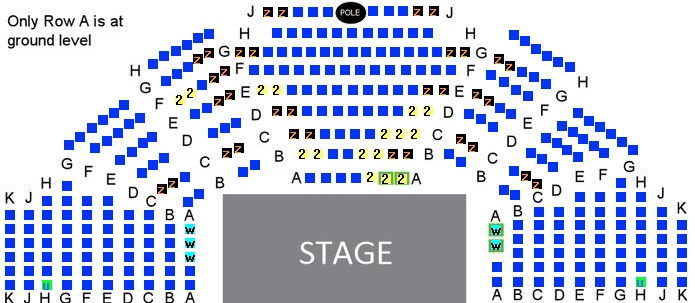 J z z POLE z z J
Only Row A is at
ground level
H H
z z G z z z z H G z z
H F F z z H
G z z 2 2 E 2 2 z z E z z G
F 2 2 z z D z z 2 2 D z z F
E C z z 2 2 2 C z z E
D z z B 2 2 2 2 z z B D
G C A 2 2 2 A C G
H F E D z z B B z z C D E F H
K J C B A A B J K
w w
w w
w
STAGE
u u
K J H G F E D C B A A B C D E F G H J K